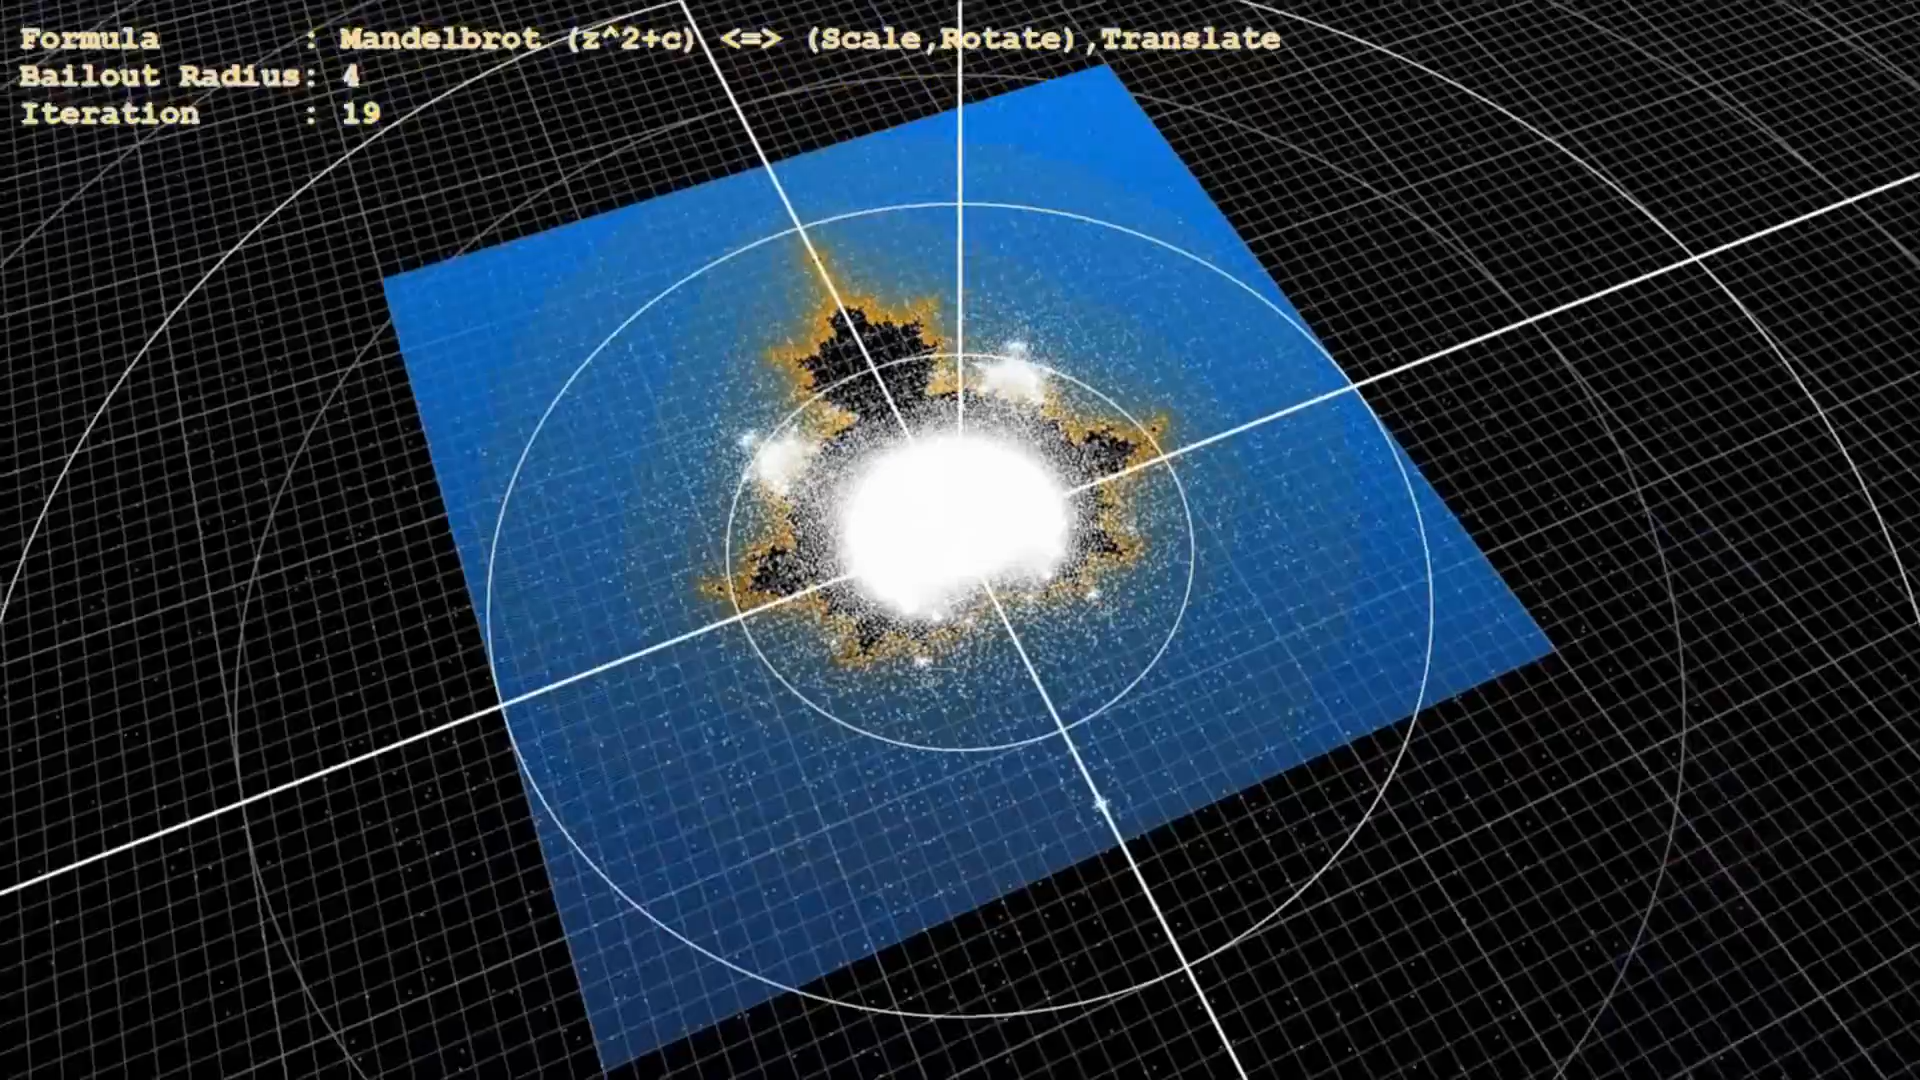 Formula       : Mandelbrot (z^2+c) <=> (Scale,Rotate),Translate
Bailout Radius: 4
Iteration     : 19